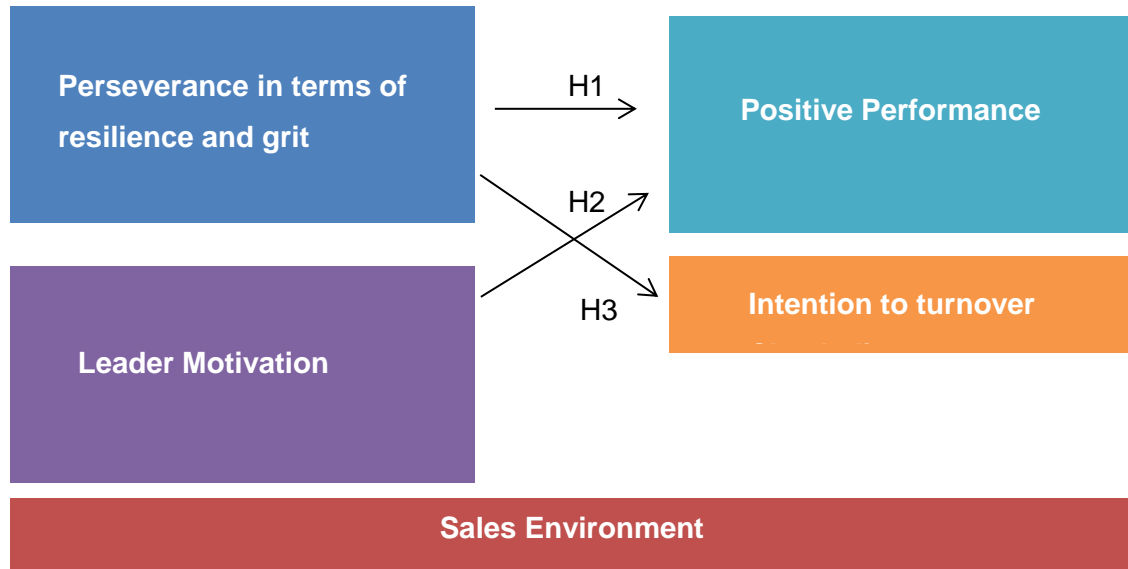 Perseverance in terms of
resilience and grit
H1
Positive Performance
H2
H3
Intention to turnover
Leader Motivation
Sales Environment